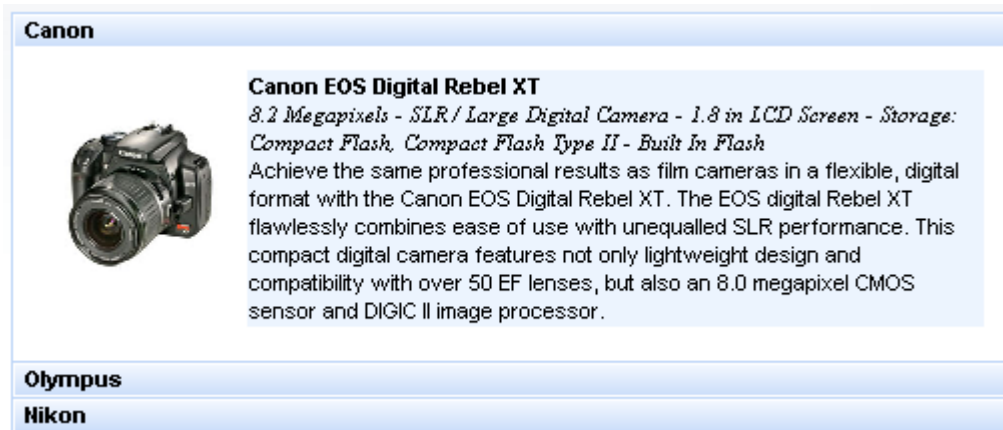 Canon
Canon EOS Digital Rebel XT
8.2 Megapixels - SLR / Large Digital Camera - 1.8 in LCD Screen - Storage:
Compact Flash, Compact Flash Type II - Built In Flash
Achieve the same professional results as film cameras in a flexible, digital
format with the Canon EOS Digital Rebel XT. The EOS digital Rebel XT
flawlessly combines ease of use with unequalled SLR performance. This
compact digital camera features not only lightweight design and
compatibility with over 50 EF lenses, but also an 8.0 megapixel CMOS
sensor and DIGIC II image processor.
Olympus
Nikon